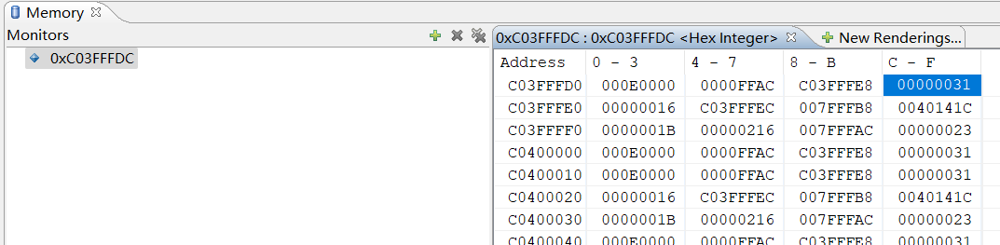 Memory
Monitors
0xC03FFFDC
0xC03FFFDC : 0xC03FFFDC <Hex Integer> New Renderings...
Address 0 - 3 4 - 7 8 - B C - F
C03FFFD0 000E0000 0000FFAC C03FFFE8 00000031
C03FFFE0 00000016 C03FFFEC 007FFFB8 0040141C
C03FFFF0 0000001B 00000216 007FFFAC 00000023
C0400000 000E0000 0000FFAC C03FFFE8 00000031
C0400010 000E0000 0000FFAC C03FFFE8 00000031
C0400020 00000016 C03FFFEC 007FFFB8 0040141C
C0400030 0000001B 00000216 007FFFAC 00000023
C0400040 000E0000 0000FFAC C03FFFE8 00000031